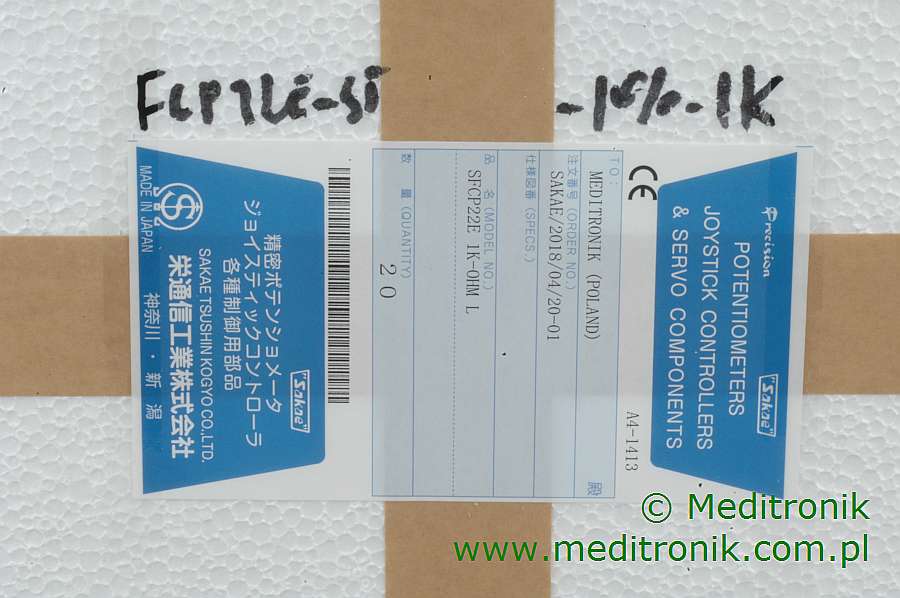 -10%-1K
Precision
Sakae
POTENTIOMETERS
JOYSTICK CONTROLLERS
& SERVO COMPONENTS
CE
A4-1413
TO:
MEDITRONIK (POLAND)
殿
注文番号 (ORDER NO.)
SAKAE/2018/04/20-01
仕様図番 (SPECS.)
品 名 (MODEL NO.)
SFCP22E 1K-OHM L
数 量 (QUANTITY)
20
Sakae
精密ポテンショメータ
ジョイスティックコントローラ
各種制御用部品
SAKAE TSUSHIN KOGYO CO.,LTD.
栄通信工業株式会社
MADE IN JAPAN
神奈川・新潟
© Meditronik
www.meditronik.com.pl